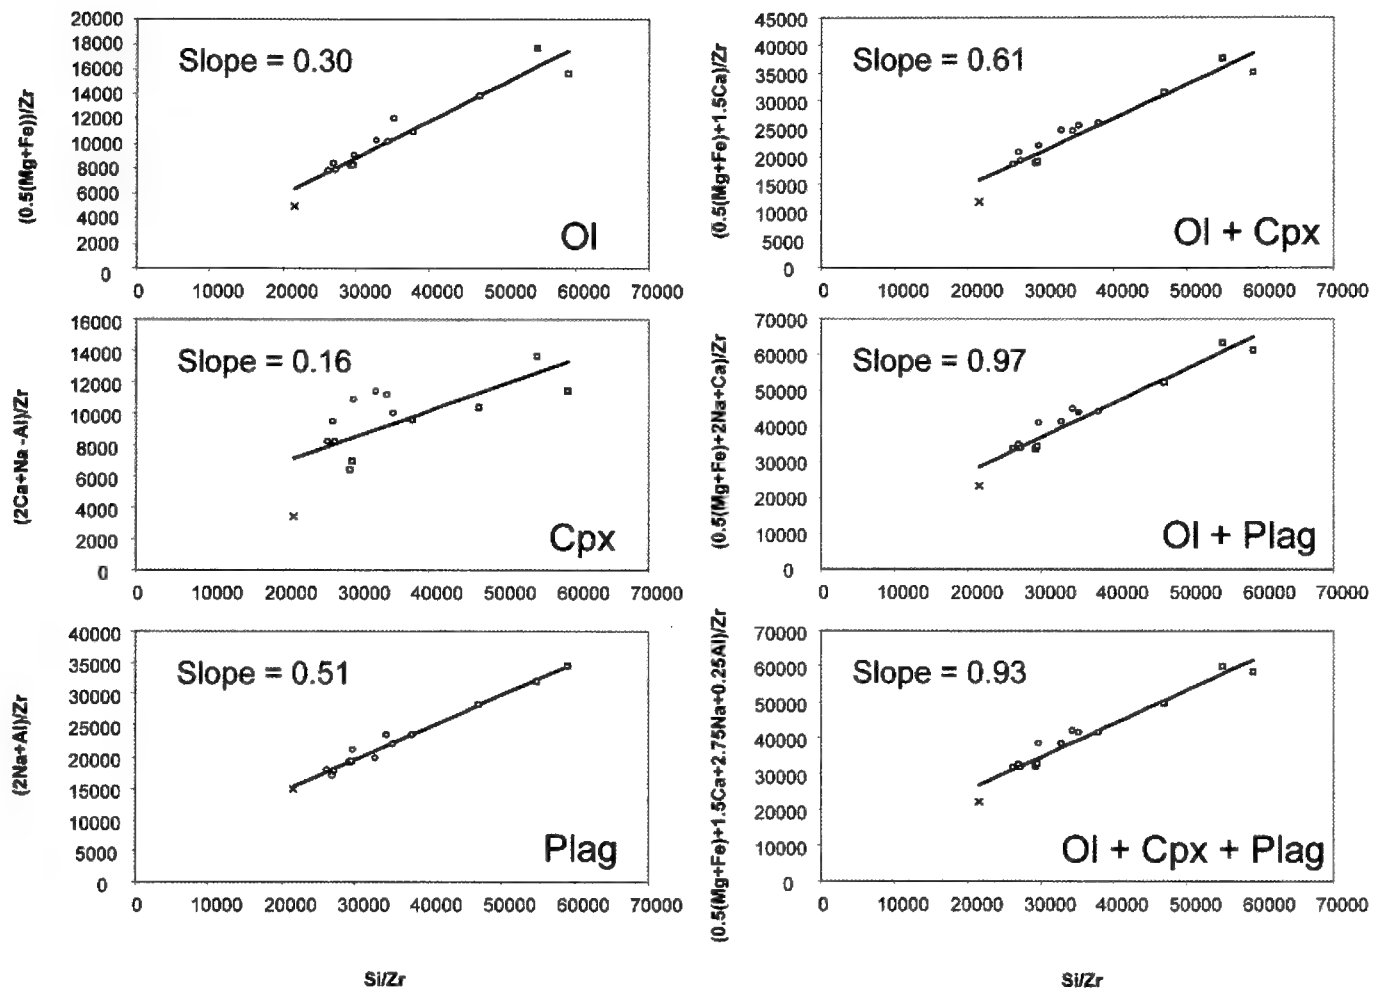 20000
18000
16000
14000
12000
10000
8000
6000
4000
2000
0
(0.5(Mg+Fe))/Zr
Slope = 0.30
Ol
0 10000 20000 30000 40000 50000 60000 70000
45000
40000
35000
30000
25000
20000
15000
10000
5000
0
(0.5(Mg+Fe)+1.5Ca)/Zr
Slope = 0.61
Ol + Cpx
0 10000 20000 30000 40000 50000 60000 70000
16000
14000
12000
10000
8000
6000
4000
2000
0
(2Ca+Na -Al)/Zr
Slope = 0.16
Cpx
0 10000 20000 30000 40000 50000 60000 70000
70000
60000
50000
40000
30000
20000
10000
0
(0.5(Mg+Fe)+2Na+Ca)/Zr
Slope = 0.97
Ol + Plag
0 10000 20000 30000 40000 50000 60000 70000
40000
35000
30000
25000
20000
15000
10000
5000
0
(2Na+Al)/Zr
Slope = 0.51
Plag
0 10000 20000 30000 40000 50000 60000 70000
Si/Zr
70000
60000
50000
40000
30000
20000
10000
0
(0.5(Mg+Fe)+1.5Ca+2.75Na+0.25Al)/Zr
Slope = 0.93
Ol + Cpx + Plag
0 10000 20000 30000 40000 50000 60000 70000
Si/Zr